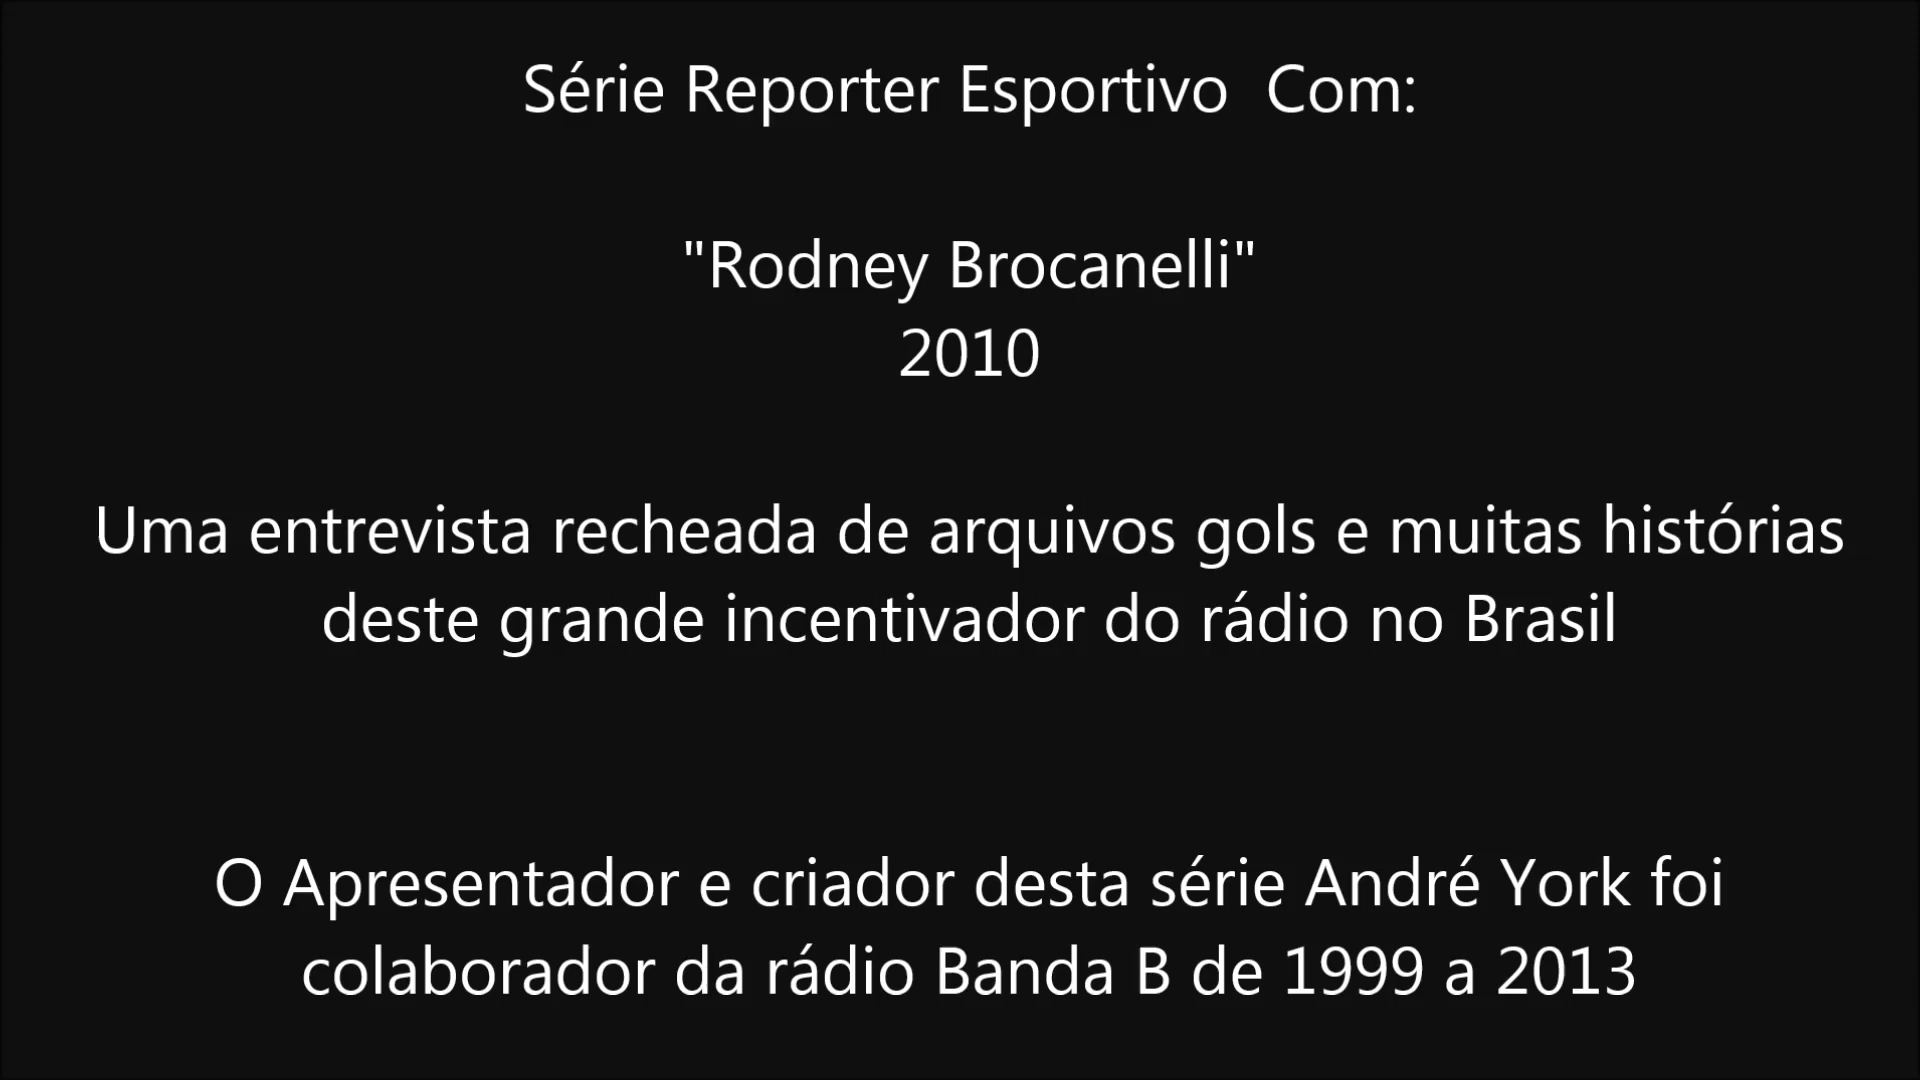 Série Reporter Esportivo  Com:
"Rodney Brocanelli"
2010
Uma entrevista recheada de arquivos gols e muitas histórias
deste grande incentivador do rádio no Brasil
O Apresentador e criador desta série André York foi
colaborador da rádio Banda B de 1999 a 2013